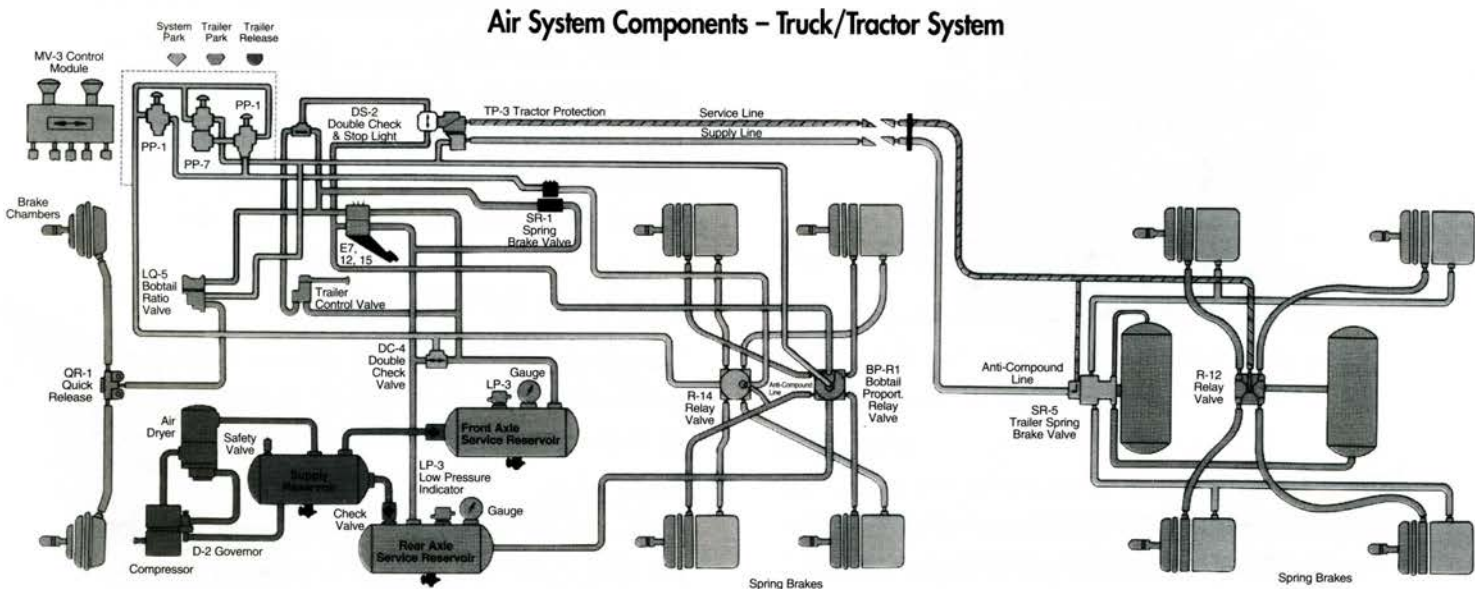 Air System Components – Truck/Tractor System
System
Park
Trailer
Park
Trailer
Release
MV-3 Control
Module
PP-1
PP-1
PP-7
DS-2
Double Check
& Stop Light
TP-3 Tractor Protection
Service Line
Supply Line
Brake
Chambers
SR-1
Spring
Brake Valve
E7,
12, 15
LQ-5
Bobtail
Ratio
Valve
Trailer
Control Valve
QR-1
Quick
Release
DC-4
Double
Check
Valve
LP-3
Gauge
Front Axle
Service Reservoir
R-14
Relay
Valve
Anti-Compound
Line
BP-R1
Bobtail
Proport.
Relay
Valve
Anti-Compound
Line
SR-5
Trailer Spring
Brake Valve
R-12
Relay
Valve
Air
Dryer
Safety
Valve
Supply
Reservoir
LP-3
Low Pressure
Indicator
Gauge
Check
Valve
Rear Axle
Service Reservoir
D-2 Governor
Compressor
Spring Brakes
Spring Brakes